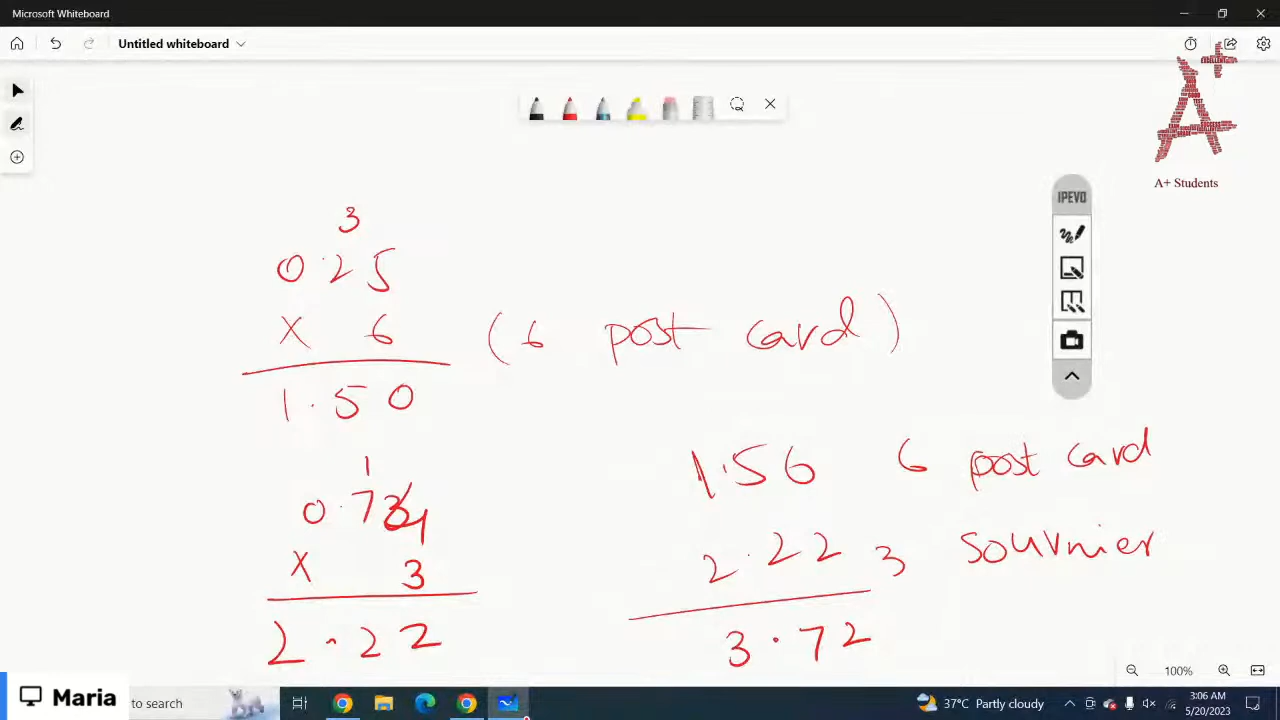 Microsoft Whiteboard
Untitled whiteboard
A+
A+ Students
IPEVO
3
0.25
x 6 (6 post card)
1.50
1
0.734
x 3
2.22
1.56 6 post card
2.22 3 souvnier
3.72
100%
Maria
to search
37°C Partly cloudy
3:06 AM
5/20/2023